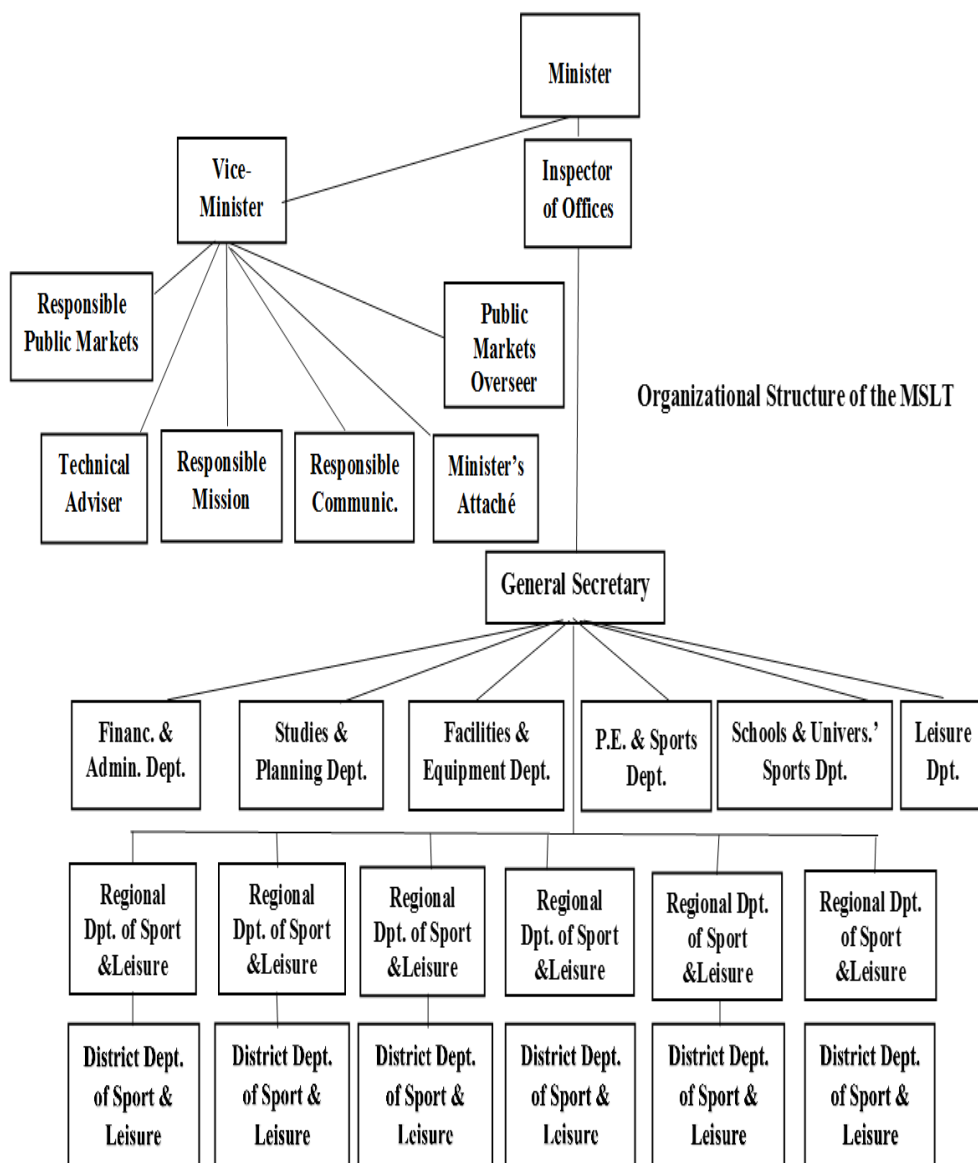 Minister
Vice-
Minister
Inspector
of Offices
Responsible
Public Markets
Public
Markets
Overseer
Organizational Structure of the MSLT
Technical
Adviser
Responsible
Mission
Responsible
Communic.
Minister's
Attaché
General Secretary
Financ. &
Admin. Dept.
Studies &
Planning Dept.
Facilities &
Equipment Dept.
P.E. & Sports
Dept.
Schools & Univers.'
Sports Dpt.
Leisure
Dpt.
Regional
Dpt. of Sport
&Leisure
Regional
Dpt. of Sport
&Leisure
Regional
Dpt. of Sport
&Leisure
Regional
Dpt. of Sport
&Leisure
Regional Dpt.
of Sport
&Leisure
Regional Dpt.
of Sport
&Leisure
District Dept.
of Sport &
Leisure
District Dept.
of Sport &
Leisure
District Dept.
of Sport &
Leisure
District Dept.
of Sport &
Leisure
District Dept.
of Sport &
Leisure
District Dept.
of Sport &
Leisure